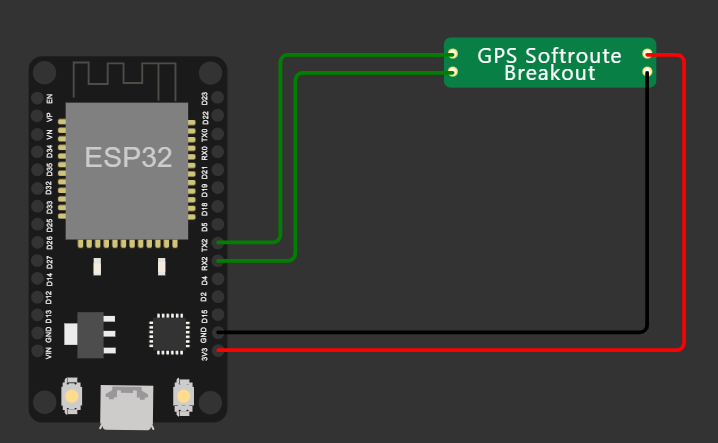 GPS Softroute
Breakout
ESP32
EN
VP
VN
D34
D35
D32
D33
D25
D26
D27
D14
D12
D13
GND
VIN
D23
D22
TX0
RX0
D21
D19
D18
D5
TX2
RX2
D4
D2
D15
GND
3V3